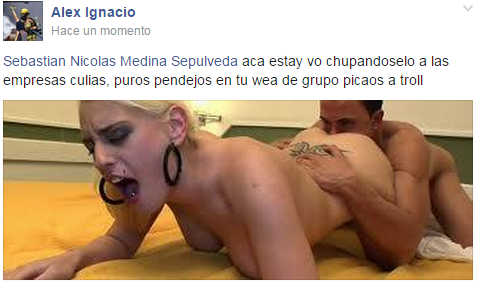 Alex Ignacio
Hace un momento
Sebastian Nicolas Medina Sepulveda aca estay vo chupandoselo a las
empresas culias, puros pendejos en tu wea de grupo picaos a troll